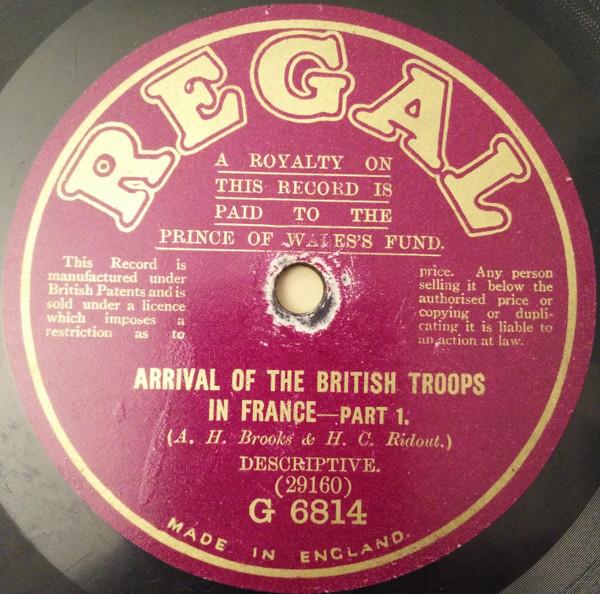 REGAL
A ROYALTY ON
THIS RECORD IS
PAID TO THE
PRINCE OF WALES'S FUND.
This Record is
manufactured under
British Patents and is
sold under a licence
which imposes a
restriction as to
price. Any person
selling it below the
authorised price or
copying or dupli-
cating it is liable to
an action at law.
ARRIVAL OF THE BRITISH TROOPS
IN FRANCE—PART 1.
(A. H. Brooks & H. C. Ridout.)
DESCRIPTIVE.
(29160)
G 6814
MADE IN ENGLAND.